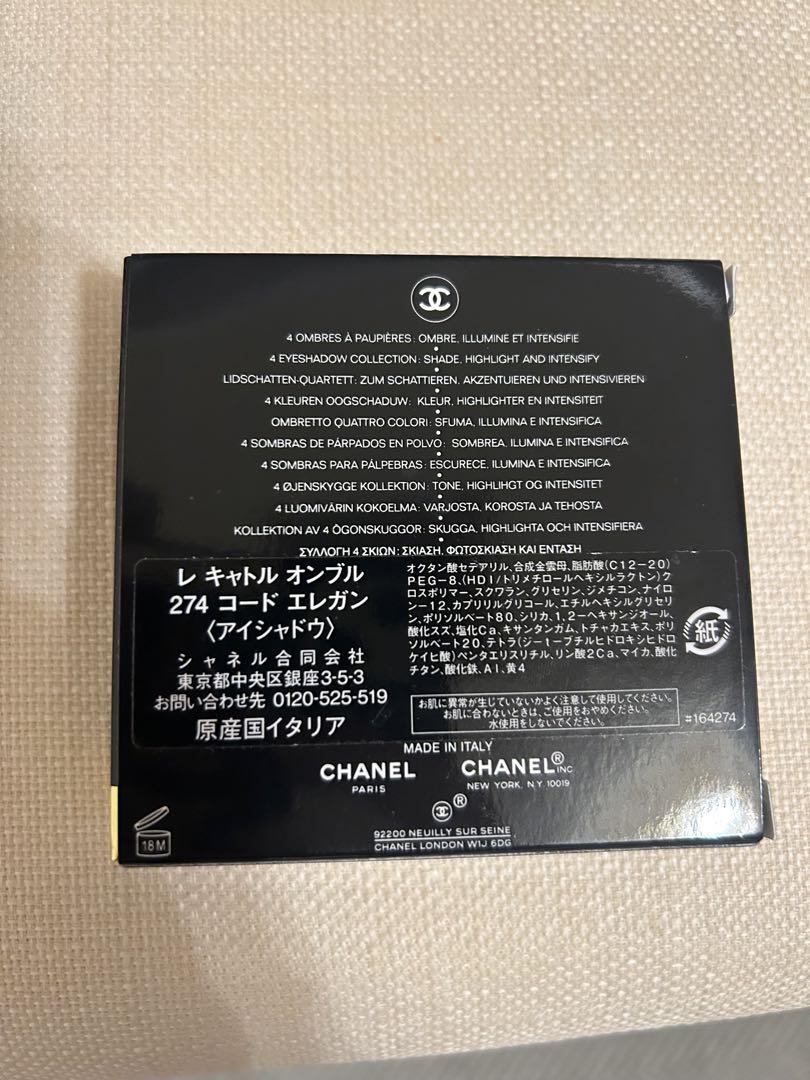 4 OMBRES À PAUPIÈRES: OMBRE, ILLUMINE ET INTENSIFIE
4 EYESHADOW COLLECTION: SHADE, HIGHLIGHT AND INTENSIFY
LIDSCHATTEN-QUARTETT: ZUM SCHATTIEREN, AKZENTUIEREN UND INTENSIVIEREN
4 KLEUREN OOGSCHADUW: KLEUR, HIGHLIGHTER EN INTENSITEIT
OMBRETTO QUATTRO COLORI: SFUMA, ILLUMINA E INTENSIFICA
4 SOMBRAS DE PÁRPADOS EN POLVO: SOMBREA, ILUMINA E INTENSIFICA
4 SOMBRAS PARA PÁLPEBRAS: ESCURECE, ILUMINA E INTENSIFICA
4 ØJENSKYGGE KOLLEKTION: TONE, HIGHLIHGT OG INTENSITET
4 LUOMIVÄRIN KOKOELMA: VARJOSTA, KOROSTA JA TEHOSTA
KOLLEKTION AV 4 ÖGONSKUGGOR: SKUGGA, HIGHLIGHTA OCH INTENSIFIERA
ΣΥΛΛΟΓΗ 4 ΣΚΙΩΝ: ΣΚΙΑΣΗ, ΦΩΤΟΣΚΙΑΣΗ ΚΑΙ ΕΝΤΑΣΗ
レ キャトル オンブル
274 コード エレガン
〈アイシャドウ〉
シャネル合同会社
東京都中央区銀座3-5-3
お問い合わせ先 0120-525-519
原産国イタリア
オクタン酸セテアリル、合成金雲母、脂肪酸(C12-20)
PEG-8、(HDI/トリメチロールヘキシルラクトン)ク
ロスポリマー、スクワラン、グリセリン、ジメチコン、ナイロ
ン-12、カプリリルグリコール、エチルヘキシルグリセリ
ン、ポリソルベート80、シリカ、1,2-ヘキサンジオール、
酸化スズ、塩化Ca、キサンタンガム、トチャカエキス、ポリ
ソルベート20、テトラ(ジ-t-ブチルヒドロキシヒドロ
ケイヒ酸)ペンタエリスリチル、リン酸2Ca、マイカ、酸化
チタン、酸化鉄、Al、黄4
紙
お肌に異常が生じていないかよく注意して使用してください。
お肌に合わないときは、ご使用をおやめください。
水使用をしないでください。
#164274
MADE IN ITALY
CHANEL
PARIS
CHANEL® INC
NEW YORK, N.Y. 10019
®
92200 NEUILLY SUR SEINE
CHANEL LONDON W1J 6DG
18 M